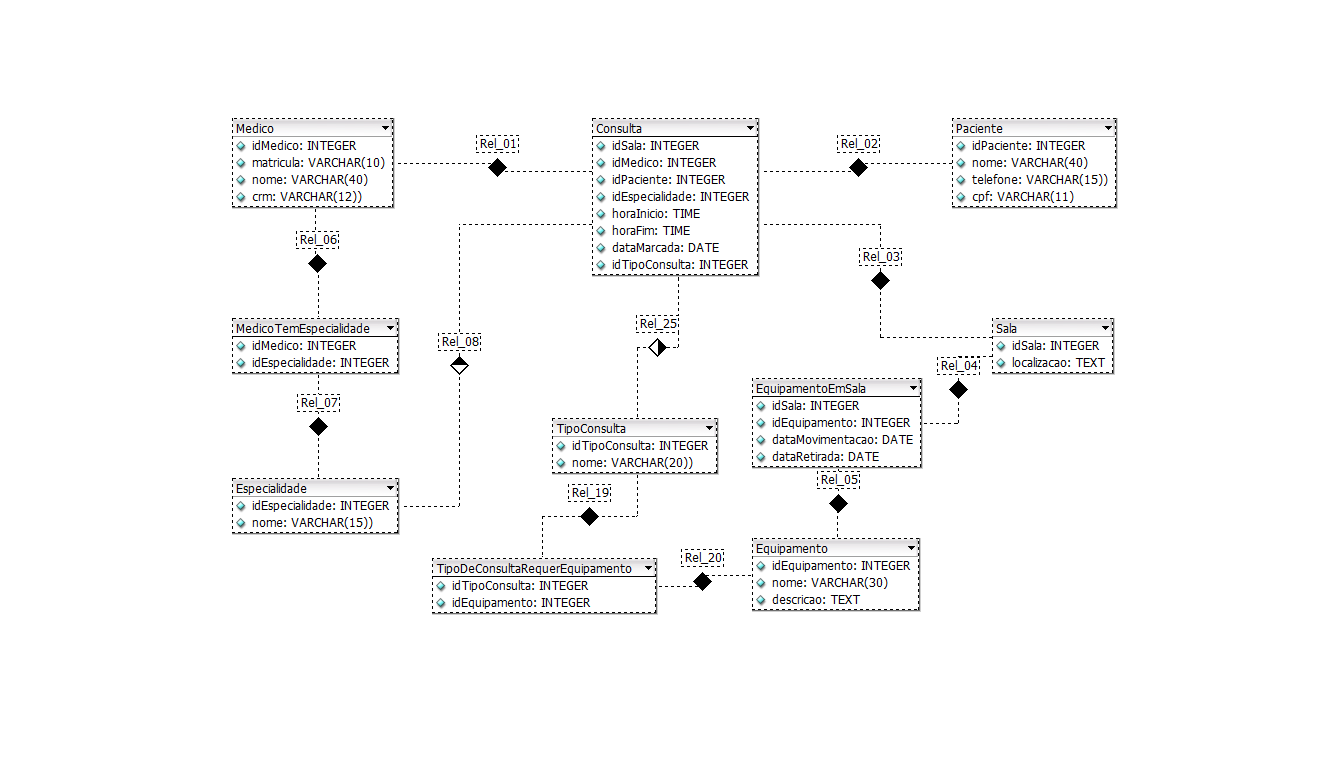 Medico
idMedico: INTEGER
matricula: VARCHAR(10)
nome: VARCHAR(40)
crm: VARCHAR(12))
Rel_01
Consulta
idSala: INTEGER
idMedico: INTEGER
idPaciente: INTEGER
idEspecialidade: INTEGER
horaInicio: TIME
horaFim: TIME
dataMarcada: DATE
idTipoConsulta: INTEGER
Rel_02
Paciente
idPaciente: INTEGER
nome: VARCHAR(40)
telefone: VARCHAR(15))
cpf: VARCHAR(11)
Rel_06
Rel_03
MedicoTemEspecialidade
idMedico: INTEGER
idEspecialidade: INTEGER
Rel_08
Rel_25
Sala
idSala: INTEGER
localizacao: TEXT
Rel_04
EquipamentoEmSala
idSala: INTEGER
idEquipamento: INTEGER
dataMovimentacao: DATE
dataRetirada: DATE
Rel_07
TipoConsulta
idTipoConsulta: INTEGER
nome: VARCHAR(20))
Especialidade
idEspecialidade: INTEGER
nome: VARCHAR(15))
Rel_19
Rel_05
TipoDeConsultaRequerEquipamento
idTipoConsulta: INTEGER
idEquipamento: INTEGER
Rel_20
Equipamento
idEquipamento: INTEGER
nome: VARCHAR(30)
descricao: TEXT